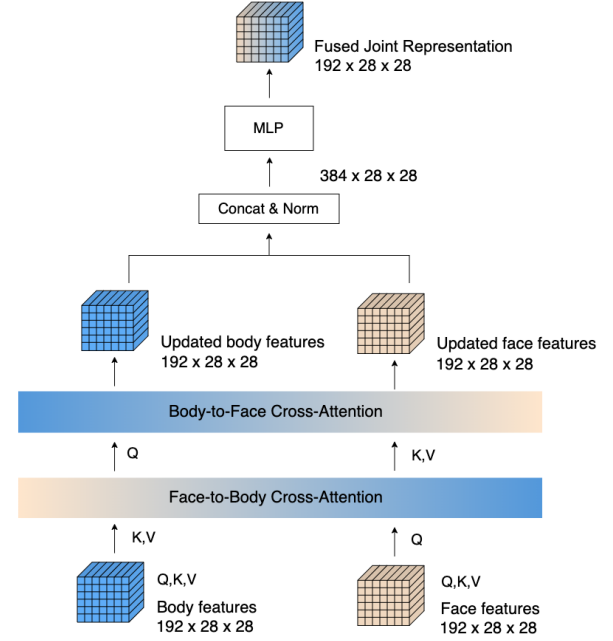 Fused Joint Representation
192 x 28 x 28
MLP
384 x 28 x 28
Concat & Norm
Updated body features
192 x 28 x 28
Updated face features
192 x 28 x 28
Body-to-Face Cross-Attention
Q
K,V
Face-to-Body Cross-Attention
K,V
Q
Q,K,V
Body features
192 x 28 x 28
Q,K,V
Face features
192 x 28 x 28